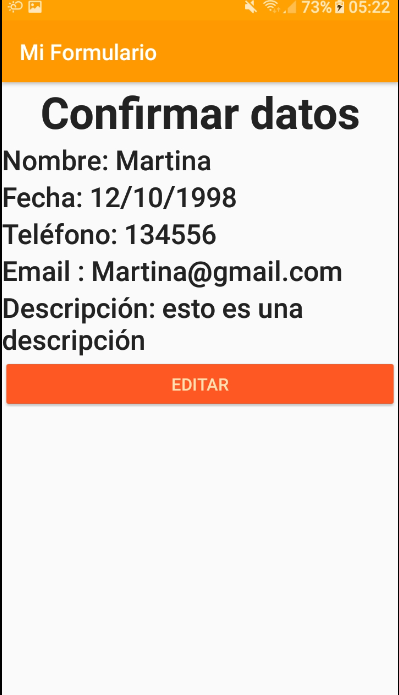 73% 05:22
Mi Formulario
Confirmar datos
Nombre: Martina
Fecha: 12/10/1998
Teléfono: 134556
Email : Martina@gmail.com
Descripción: esto es una
descripción
EDITAR